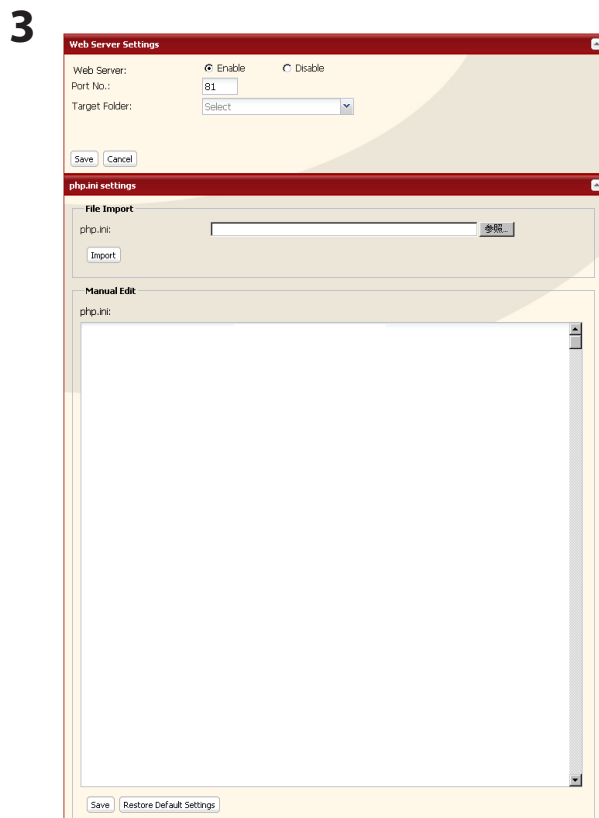 3
Web Server Settings
Web Server: Enable Disable
Port No.: 81
Target Folder: Select
Save Cancel
php.ini settings
File Import
php.ini: 参照...
Import
Manual Edit
php.ini:
Save Restore Default Settings